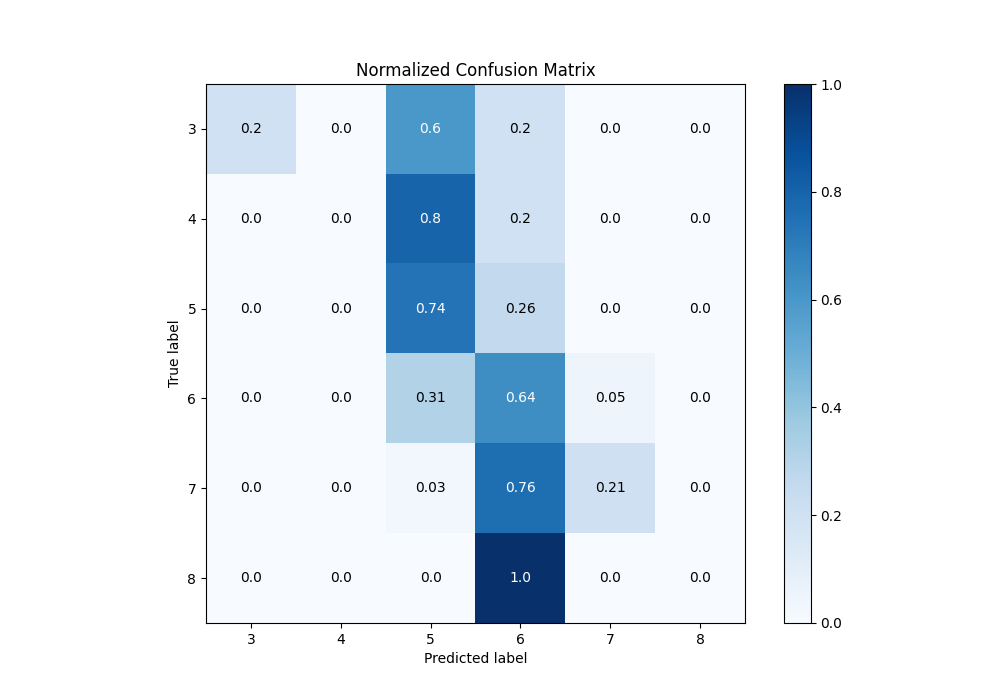 Normalized Confusion Matrix
True label
3 0.2 0.0 0.6 0.2 0.0 0.0
4 0.0 0.0 0.8 0.2 0.0 0.0
5 0.0 0.0 0.74 0.26 0.0 0.0
6 0.0 0.0 0.31 0.64 0.05 0.0
7 0.0 0.0 0.03 0.76 0.21 0.0
8 0.0 0.0 0.0 1.0 0.0 0.0
3 4 5 6 7 8
Predicted label
1.0
0.8
0.6
0.4
0.2
0.0